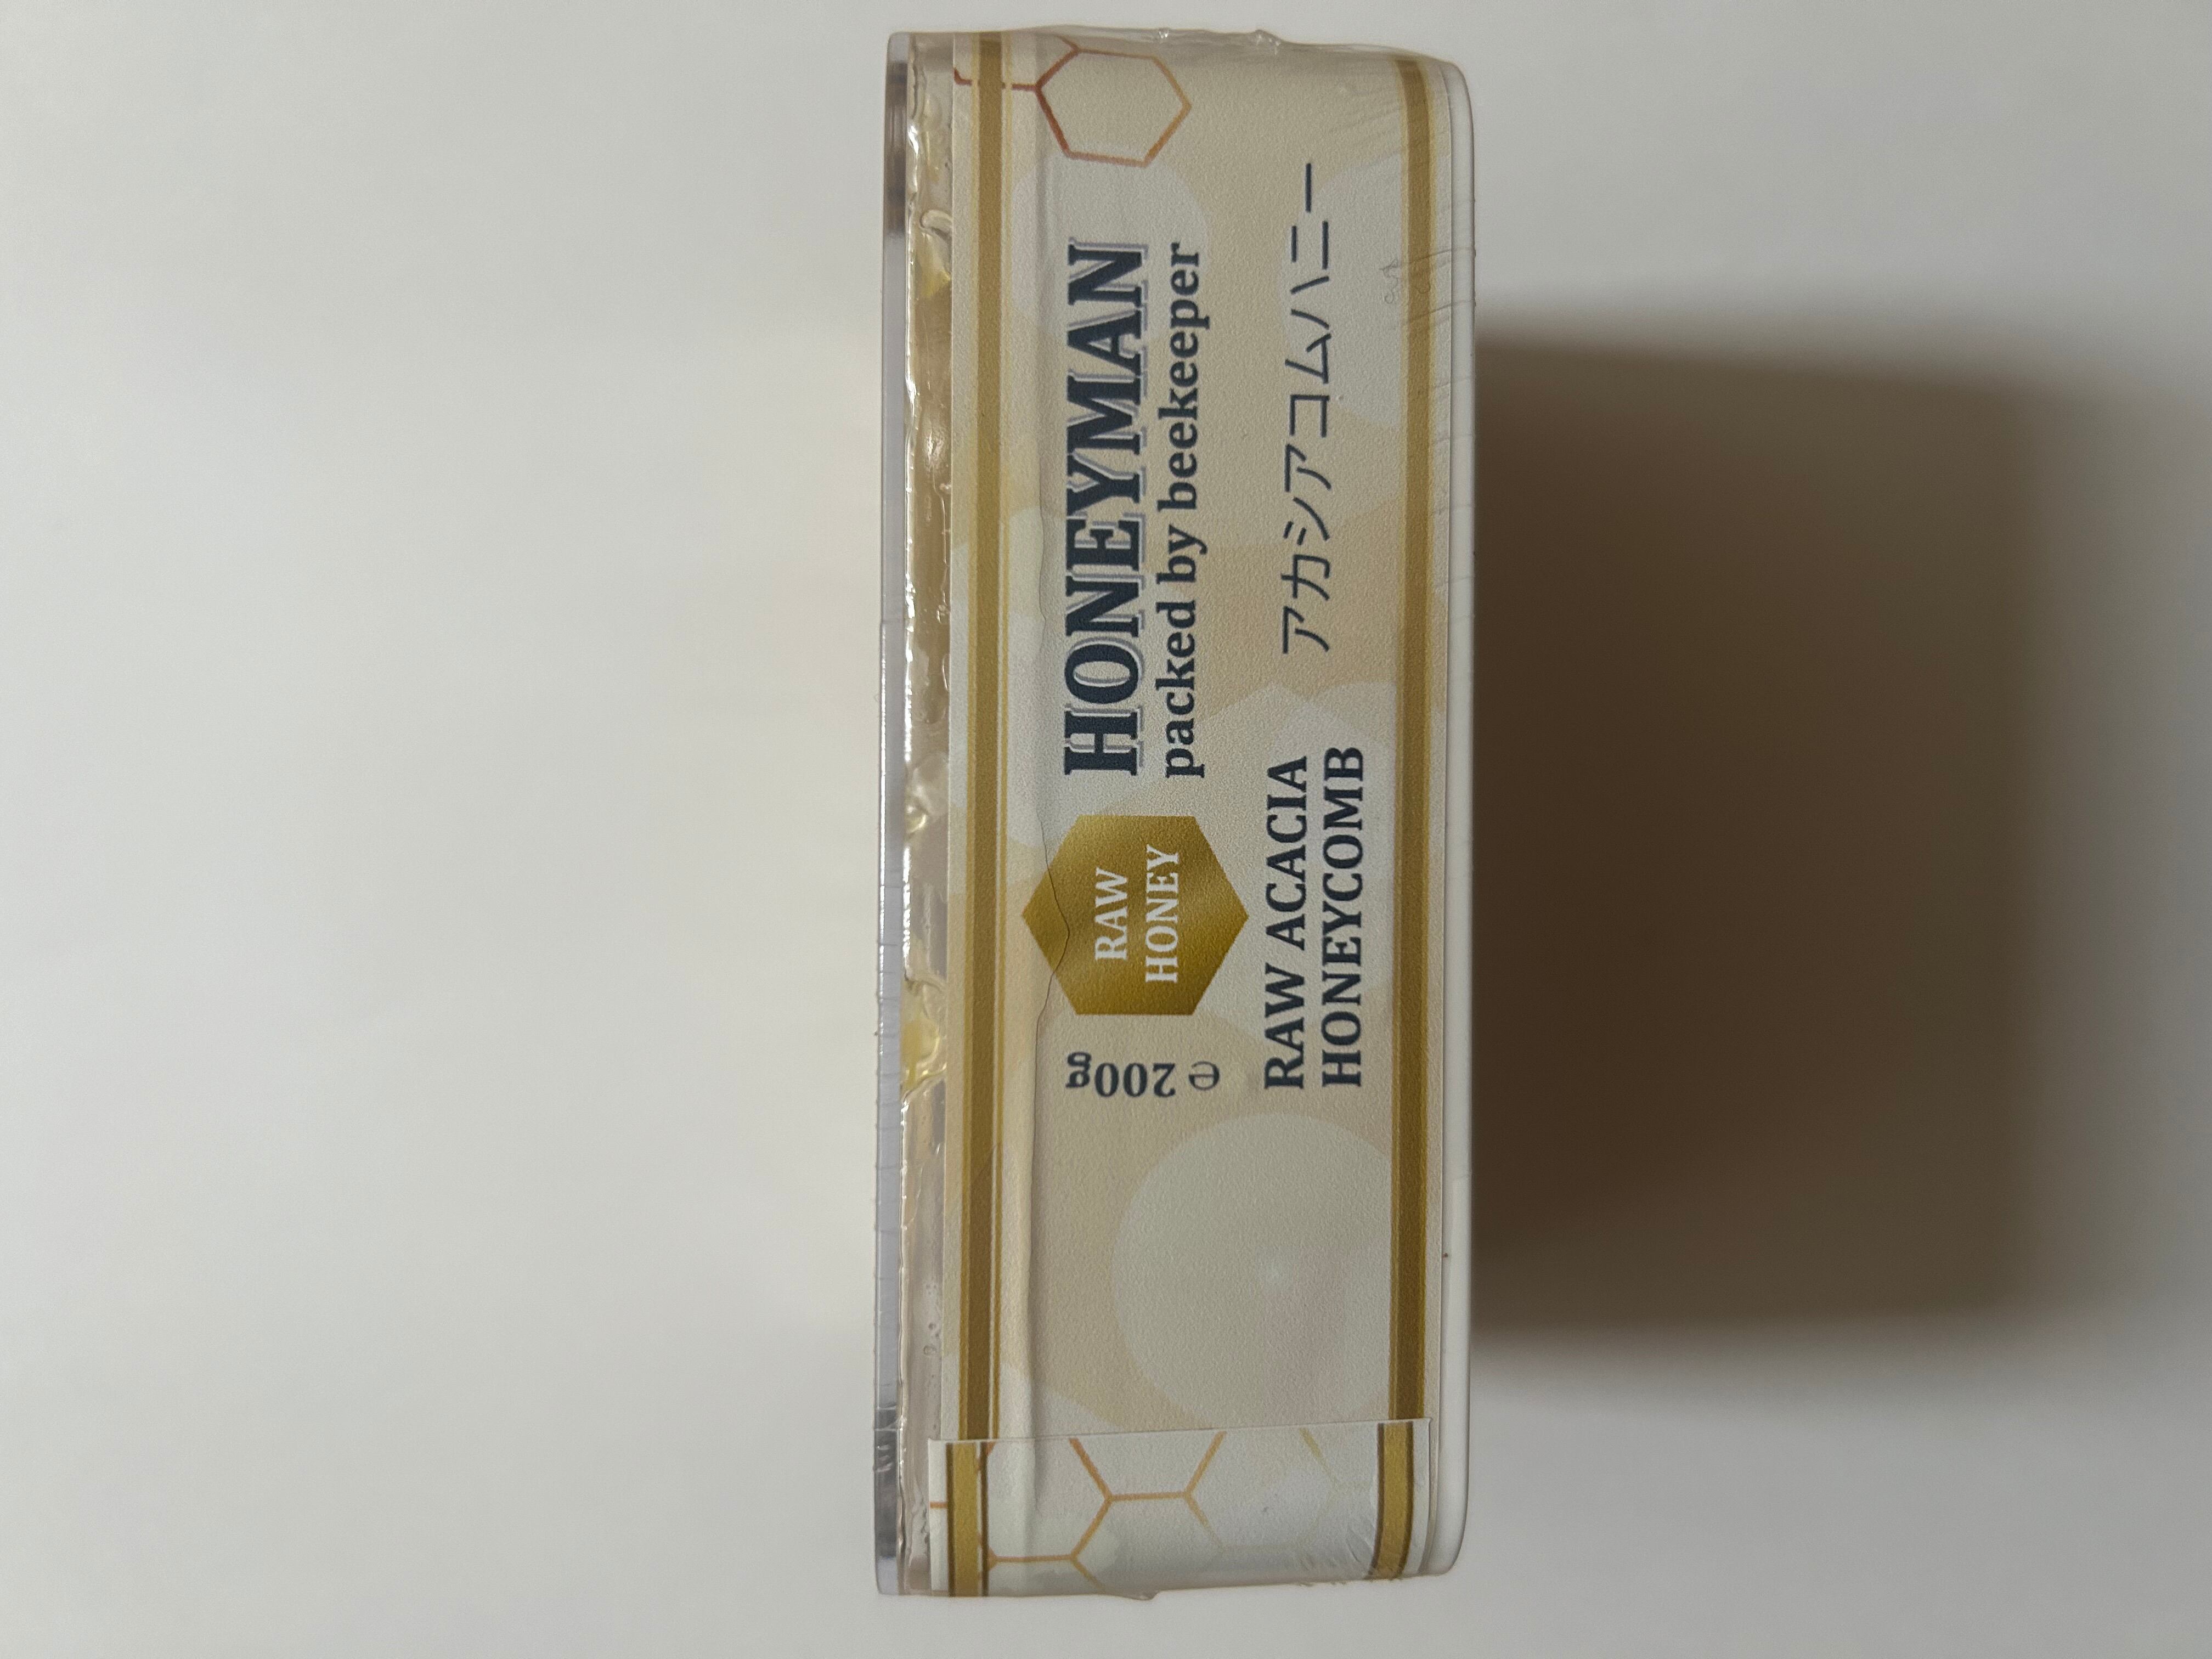 HONEYMAN
packed by beekeeper
RAW
HONEY
℮ 200g
RAW ACACIA
HONEYCOMB
アカシアコムハニー